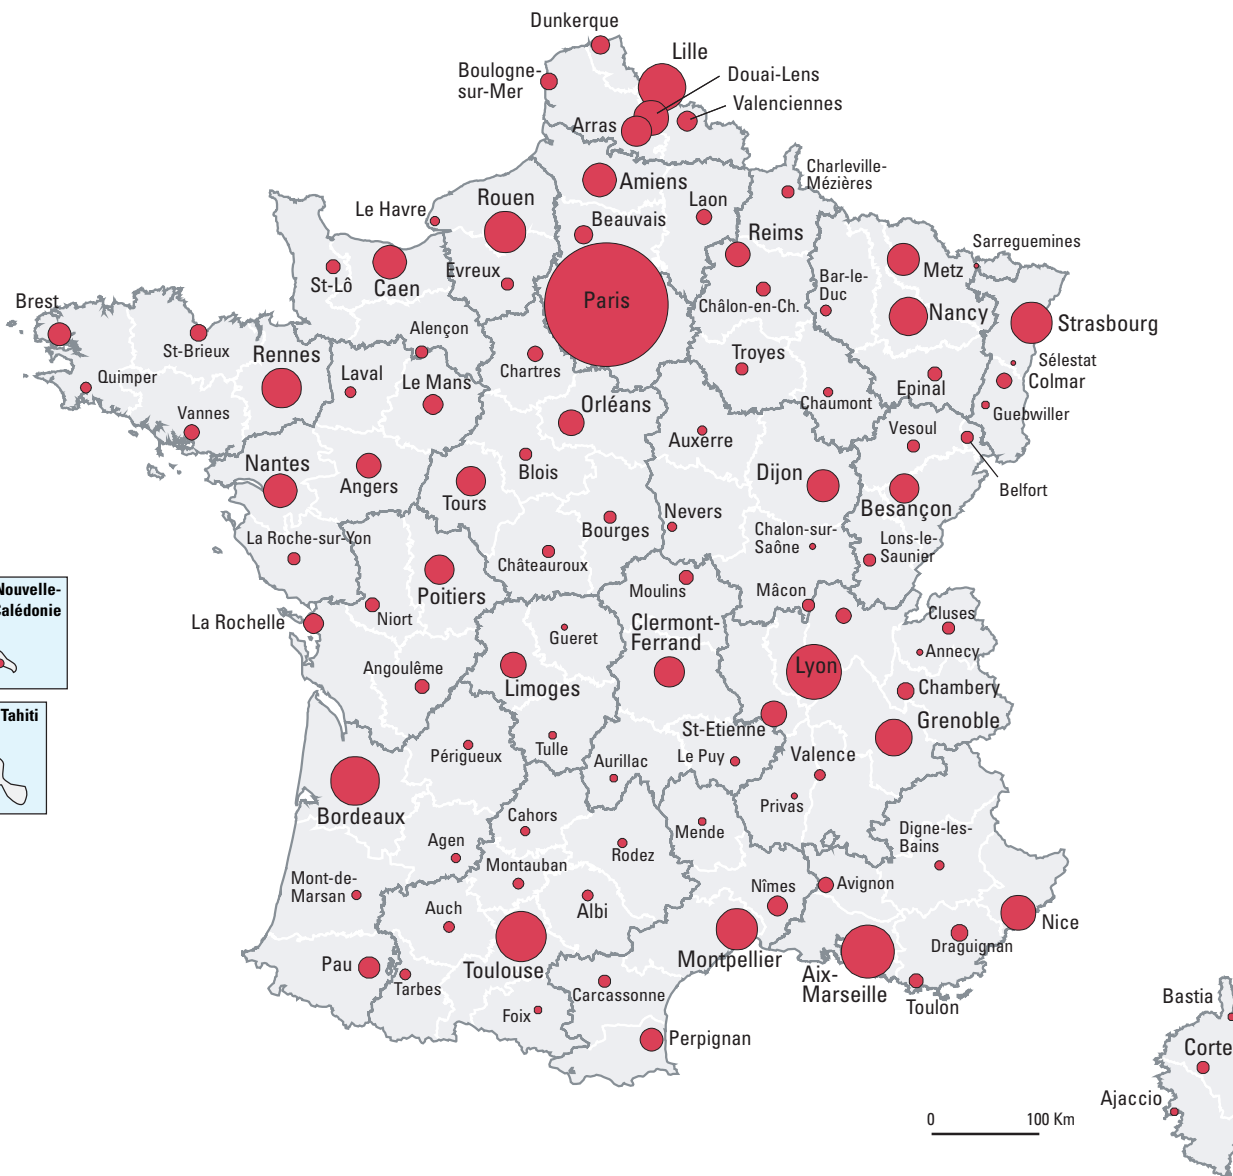 Dunkerque
Lille
Boulogne-
sur-Mer
Douai-Lens
Valenciennes
Arras
Charleville-
Mézières
Amiens
Laon
Rouen
Le Havre
Beauvais
Reims
Sarreguemines
Metz
St-Lô
Caen
Evreux
Bar-le-
Duc
Paris
Châlon-en-Ch.
Brest
Nancy
Strasbourg
Alençon
St-Brieux
Rennes
Troyes
Sélestat
Chartres
Quimper
Laval
Le Mans
Epinal
Colmar
Chaumont
Orléans
Guebwiller
Vannes
Auxerre
Vesoul
Nantes
Blois
Dijon
Angers
Belfort
Tours
Besançon
Nevers
Bourges
La Roche-sur-Yon
Chalon-sur-
Saône
Lons-le-
Saunier
Châteauroux
Nouvelle-
Calédonie
Poitiers
Moulins
Mâcon
La Rochelle
Niort
Cluses
Gueret
Clermont-
Ferrand
Annecy
Angoulême
Lyon
Limoges
Chambery
Tahiti
Grenoble
St-Etienne
Périgueux
Tulle
Le Puy
Valence
Aurillac
Privas
Bordeaux
Cahors
Mende
Digne-les-
Bains
Agen
Rodez
Montauban
Mont-de-
Marsan
Nîmes
Avignon
Auch
Albi
Nice
Draguignan
Pau
Toulouse
Montpellier
Aix-
Marseille
Tarbes
Carcassonne
Toulon
Bastia
Foix
Perpignan
Corte
Ajaccio
0 100 Km